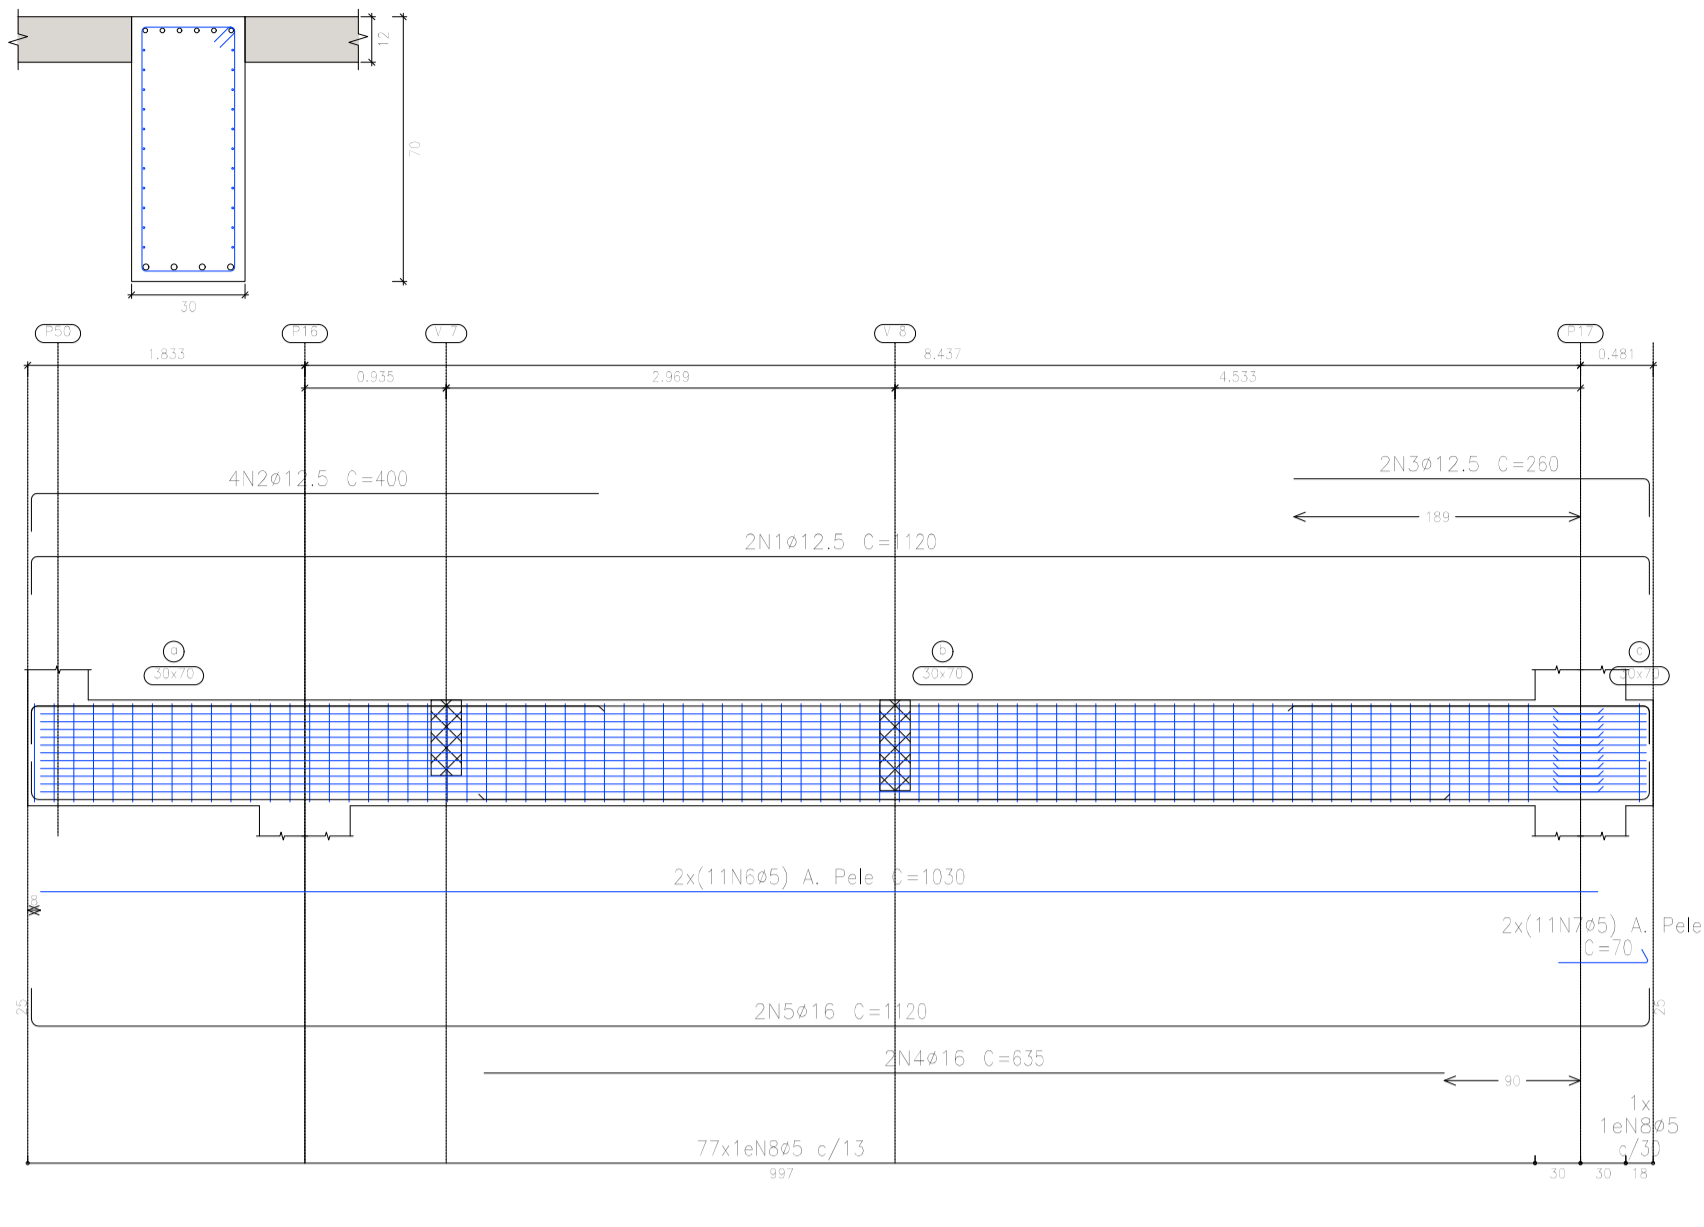 12
70
30
P50
P16
V 7
V 8
P17
1.833
8.437
0.481
0.935
2.969
4.533
4N2ø12.5 C=400
2N3ø12.5 C=260
189
2N1ø12.5 C=1120
a
30x70
b
30x70
c
30x70
2x(11N6ø5) A. Pele C=1030
8
2x(11N7ø5) A. Pele
C=70
25
2N5ø16 C=1120
25
2N4ø16 C=635
90
77x1eN8ø5 c/13
997
1x
1eN8ø5
c/30
30
30
18